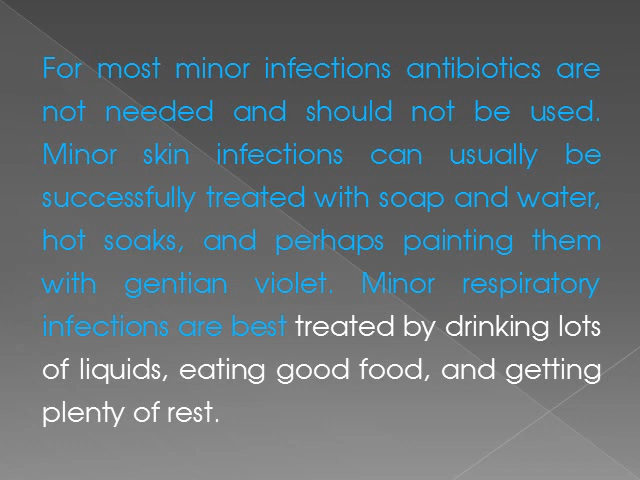 For most minor infections antibiotics are
not needed and should not be used.
Minor skin infections can usually be
successfully treated with soap and water,
hot soaks, and perhaps painting them
with gentian violet. Minor respiratory
infections are best treated by drinking lots
of liquids, eating good food, and getting
plenty of rest.